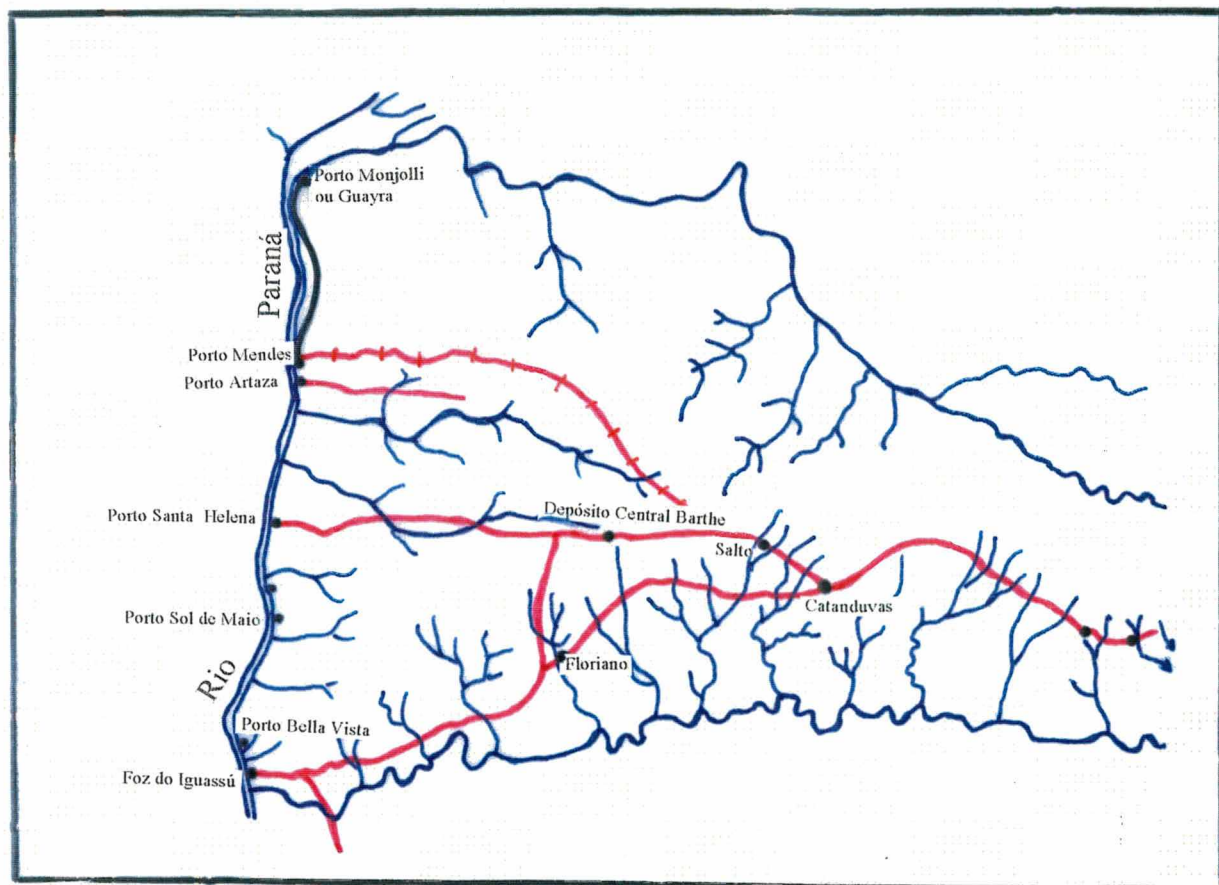 Porto Monjolli
ou Guayra
Paraná
Porto Mendes
Porto Artaza
Depósito Central Barthe
Porto Santa Helena
Salto
Catanduvas
Porto Sol de Maio
Floriano
Rio
Porto Bella Vista
Foz do Iguassú